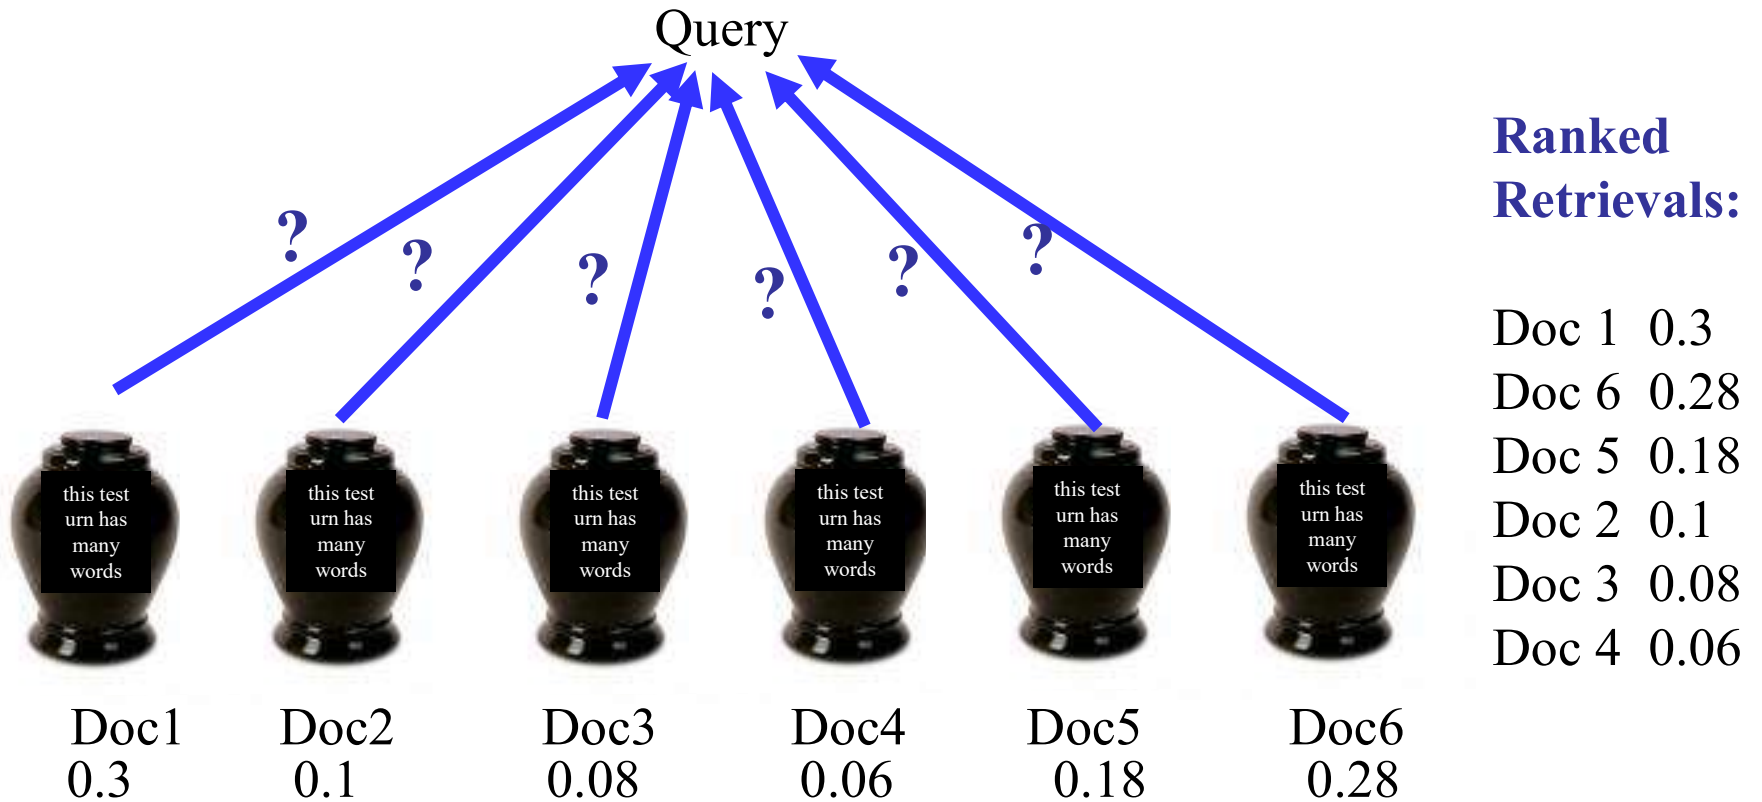 Query
?
?
?
?
?
?
this test
urn has
many
words
this test
urn has
many
words
this test
urn has
many
words
this test
urn has
many
words
this test
urn has
many
words
this test
urn has
many
words
Doc1
0.3
Doc2
0.1
Doc3
0.08
Doc4
0.06
Doc5
0.18
Doc6
0.28
Ranked
Retrievals:
Doc 1 0.3
Doc 6 0.28
Doc 5 0.18
Doc 2 0.1
Doc 3 0.08
Doc 4 0.06